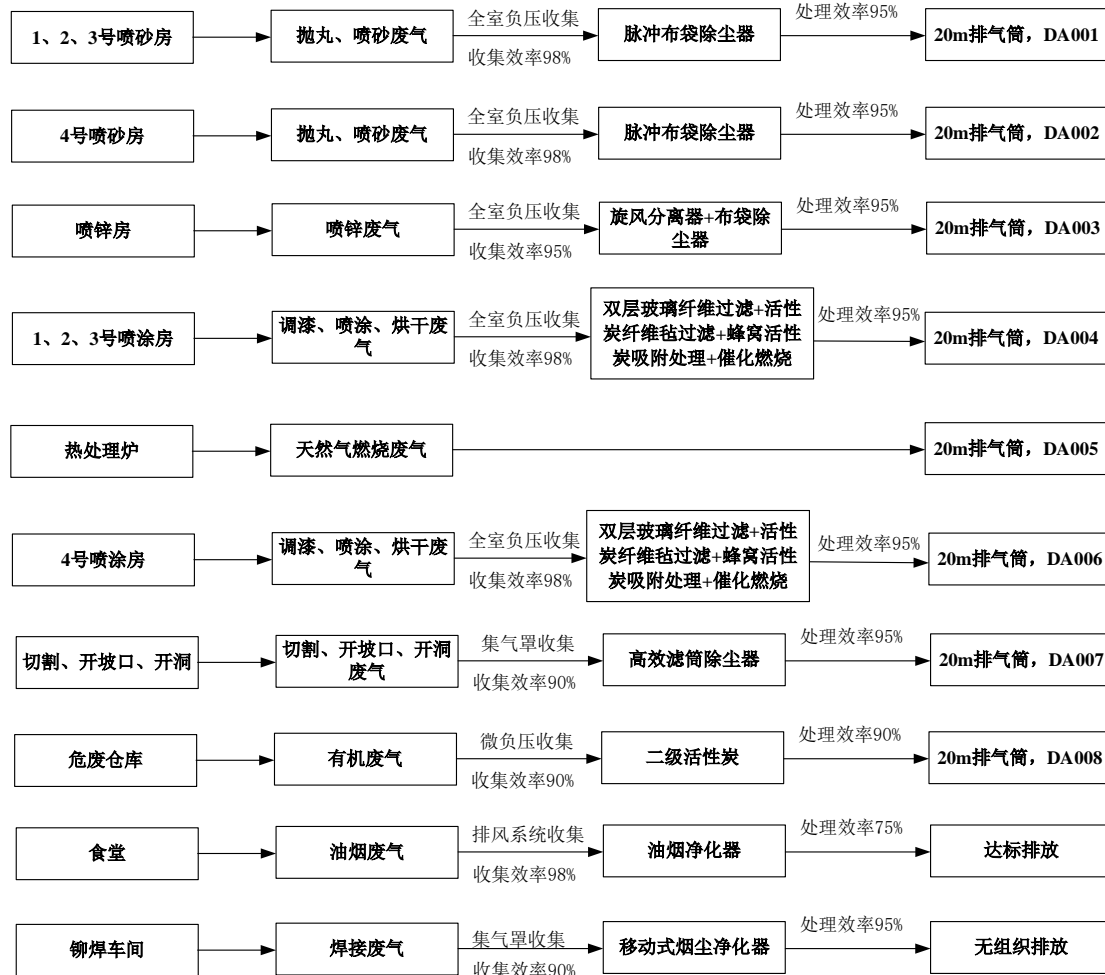 全室负压收集
处理效率95%
1、2、3号喷砂房
抛丸、喷砂废气
脉冲布袋除尘器
20m排气筒，DA001
收集效率98%
全室负压收集
处理效率95%
4号喷砂房
抛丸、喷砂废气
脉冲布袋除尘器
20m排气筒，DA002
收集效率98%
全室负压收集
处理效率95%
喷锌房
喷锌废气
旋风分离器+布袋除
尘器
20m排气筒，DA003
收集效率95%
全室负压收集
处理效率95%
1、2、3号喷涂房
调漆、喷涂、烘干废
气
双层玻璃纤维过滤+活性
炭纤维毡过滤+蜂窝活性
炭吸附处理+催化燃烧
20m排气筒，DA004
收集效率98%
热处理炉
天然气燃烧废气
20m排气筒，DA005
全室负压收集
处理效率95%
4号喷涂房
调漆、喷涂、烘干废
气
双层玻璃纤维过滤+活性
炭纤维毡过滤+蜂窝活性
炭吸附处理+催化燃烧
20m排气筒，DA006
收集效率98%
集气罩收集
处理效率95%
切割、开坡口、开洞
切割、开坡口、开洞
废气
高效滤筒除尘器
20m排气筒，DA007
收集效率90%
微负压收集
处理效率90%
危废仓库
有机废气
二级活性炭
20m排气筒，DA008
收集效率90%
排风系统收集
处理效率75%
食堂
油烟废气
油烟净化器
达标排放
收集效率98%
集气罩收集
处理效率95%
铆焊车间
焊接废气
移动式烟尘净化器
无组织排放
收集效率90%